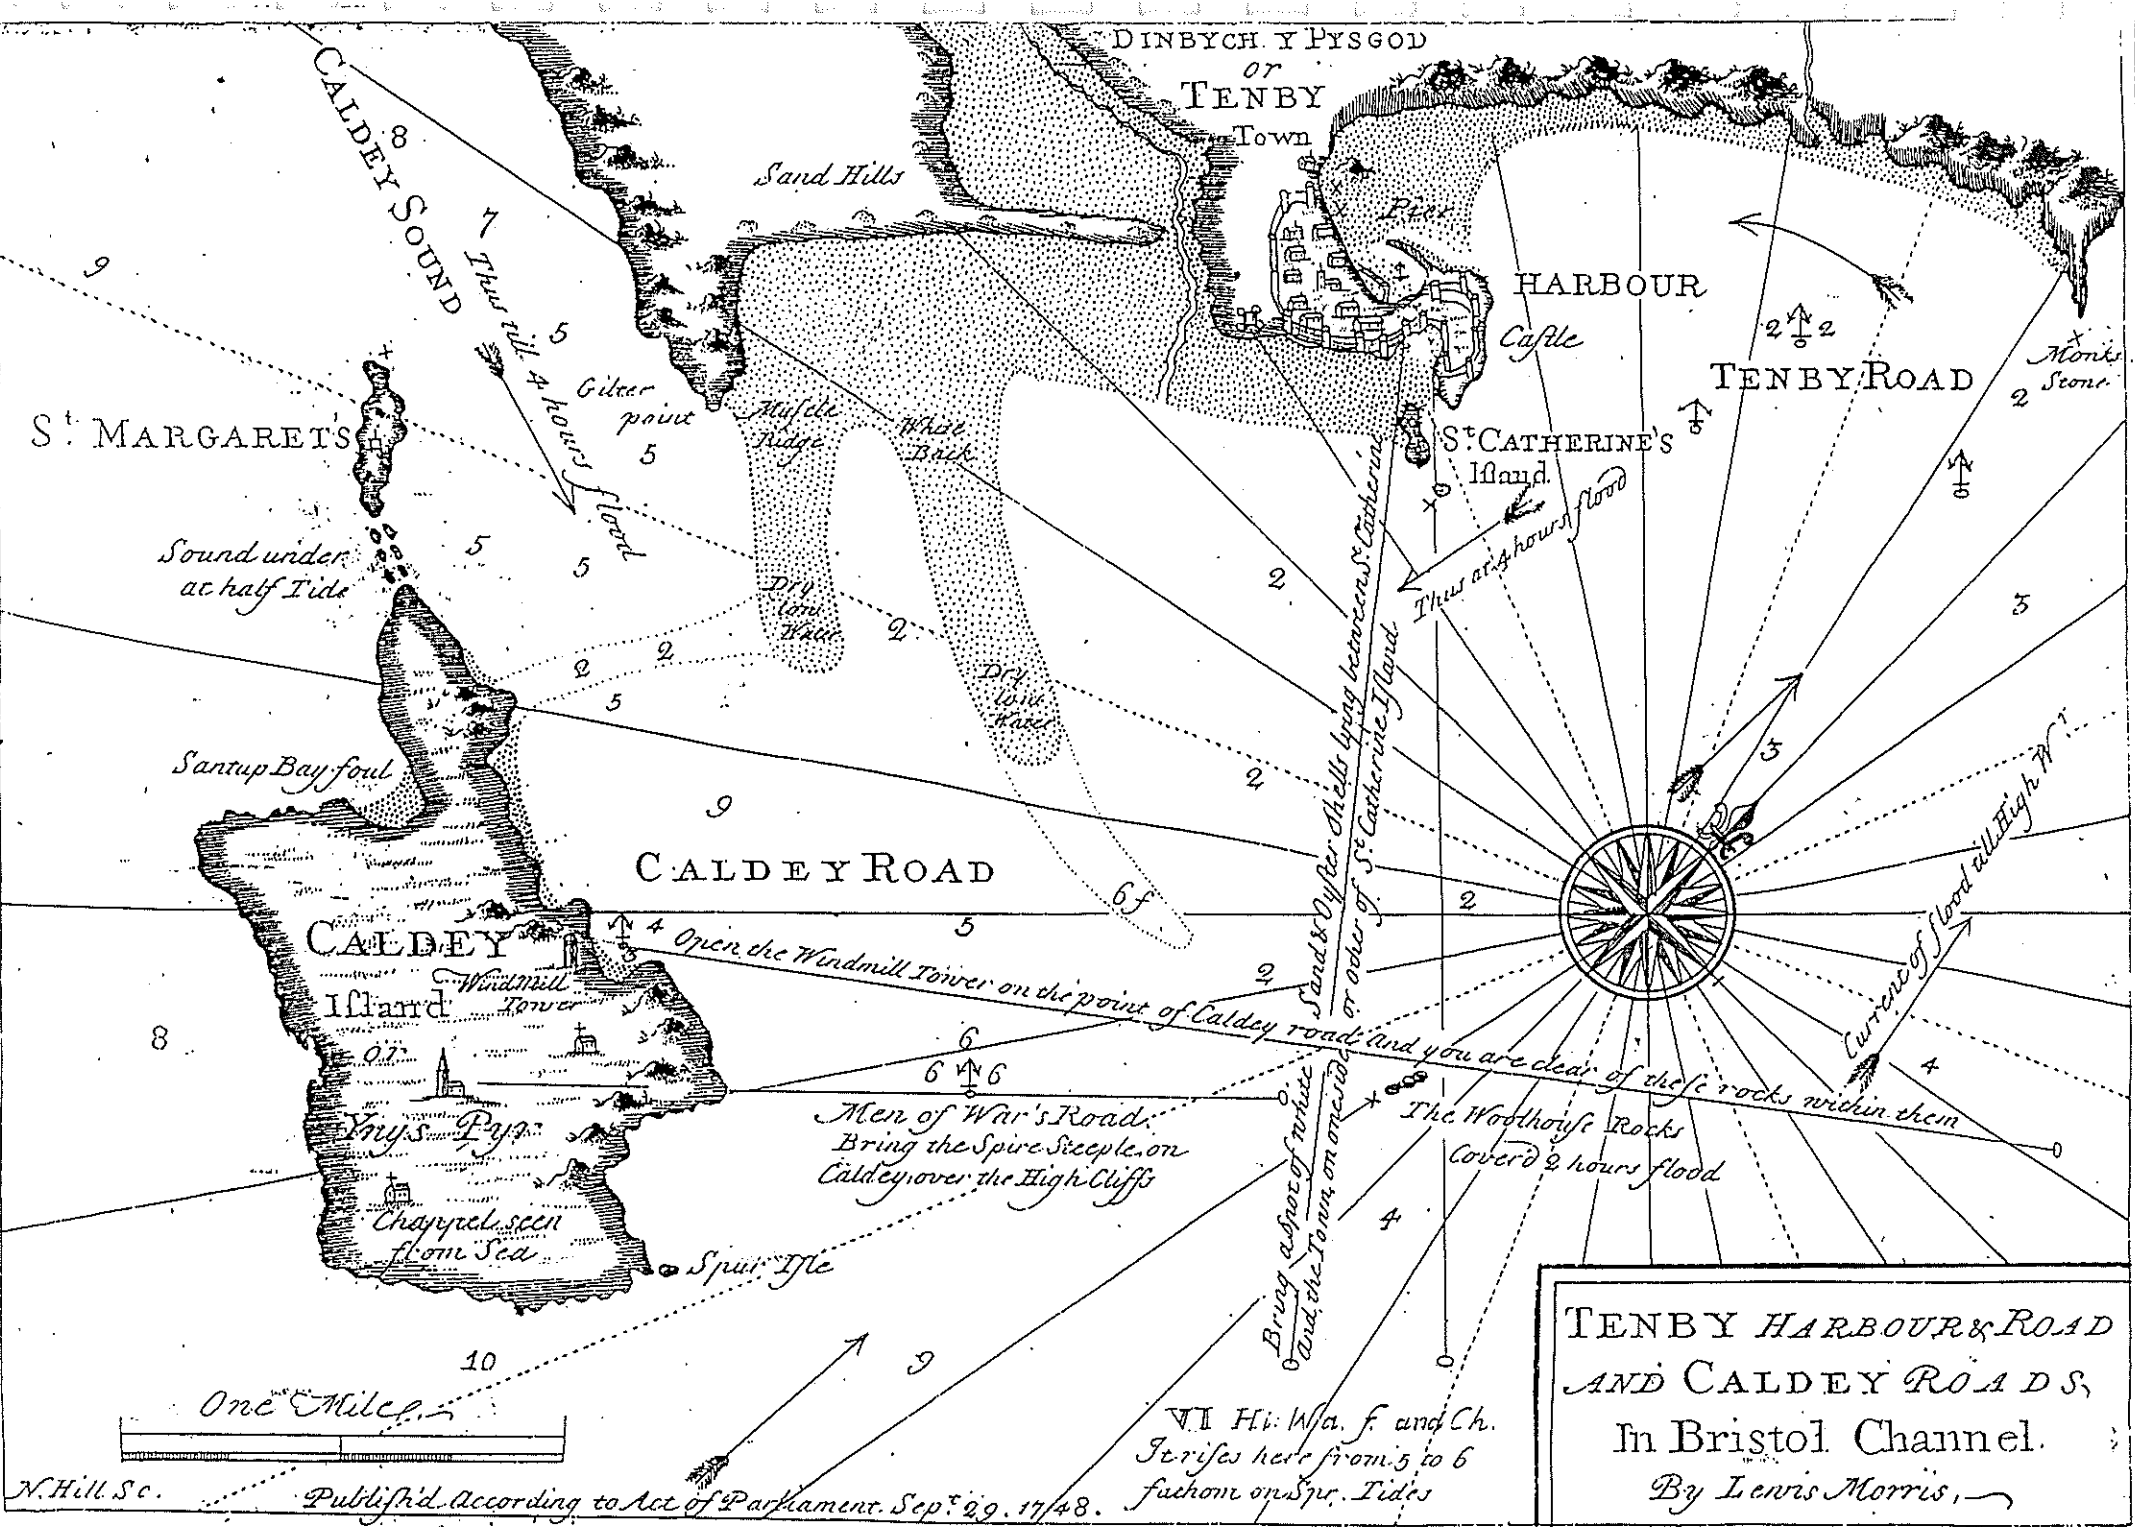 DINBYCH Y PYSGOD
or
TENBY
Town
CALDEY SOUND
8
7
Thus till 4 hours flood
9
Sand Hills
Pier
HARBOUR
Castle
2 2
TENBY ROAD
Monks
Stone
2
5
Gilter
point
5
Muscle
Ridge
White
Back
St. MARGARET'S
St. CATHERINE'S
Iſland
Thus at 4 hours flood
Sound under
at half Tide
5
5
2
3
Dry
low
Water
2
2
2
5
Dry
low
Water
Santup Bay foul
9
2
3
CALDEY ROAD
6 f
5
2
4
2
Open the Windmill Tower on the point of Caldey road and you are clear of theſe rocks within them
CALDEY
Iſland
or
Ynys Pyr
Windmill
Tower
8
6
6 6
Men of War's Road.
Bring the Spire Steeple on
Caldey, over the High Cliffs
Chappel seen
from Sea
Spur Iſle
Bring a Spot of white Sand & Oyſter Shells lying between St. Catherine
and the Town, on one side or other of St. Catherine Iſland.
The Woolhouſe Rocks
Cover'd 2 hours flood
Current of flood till High Wr.
4
4
10
9
One Mile
VI Hi: Wa. f. and Ch.
It riſes here from 5 to 6
fathom on Spr. Tides
TENBY HARBOUR & ROAD
AND CALDEY ROADS,
In Bristol Channel.
By Lewis Morris,
N. Hill Sc.
Publiſh'd According to Act of Parliament. Sept. 29. 1748.